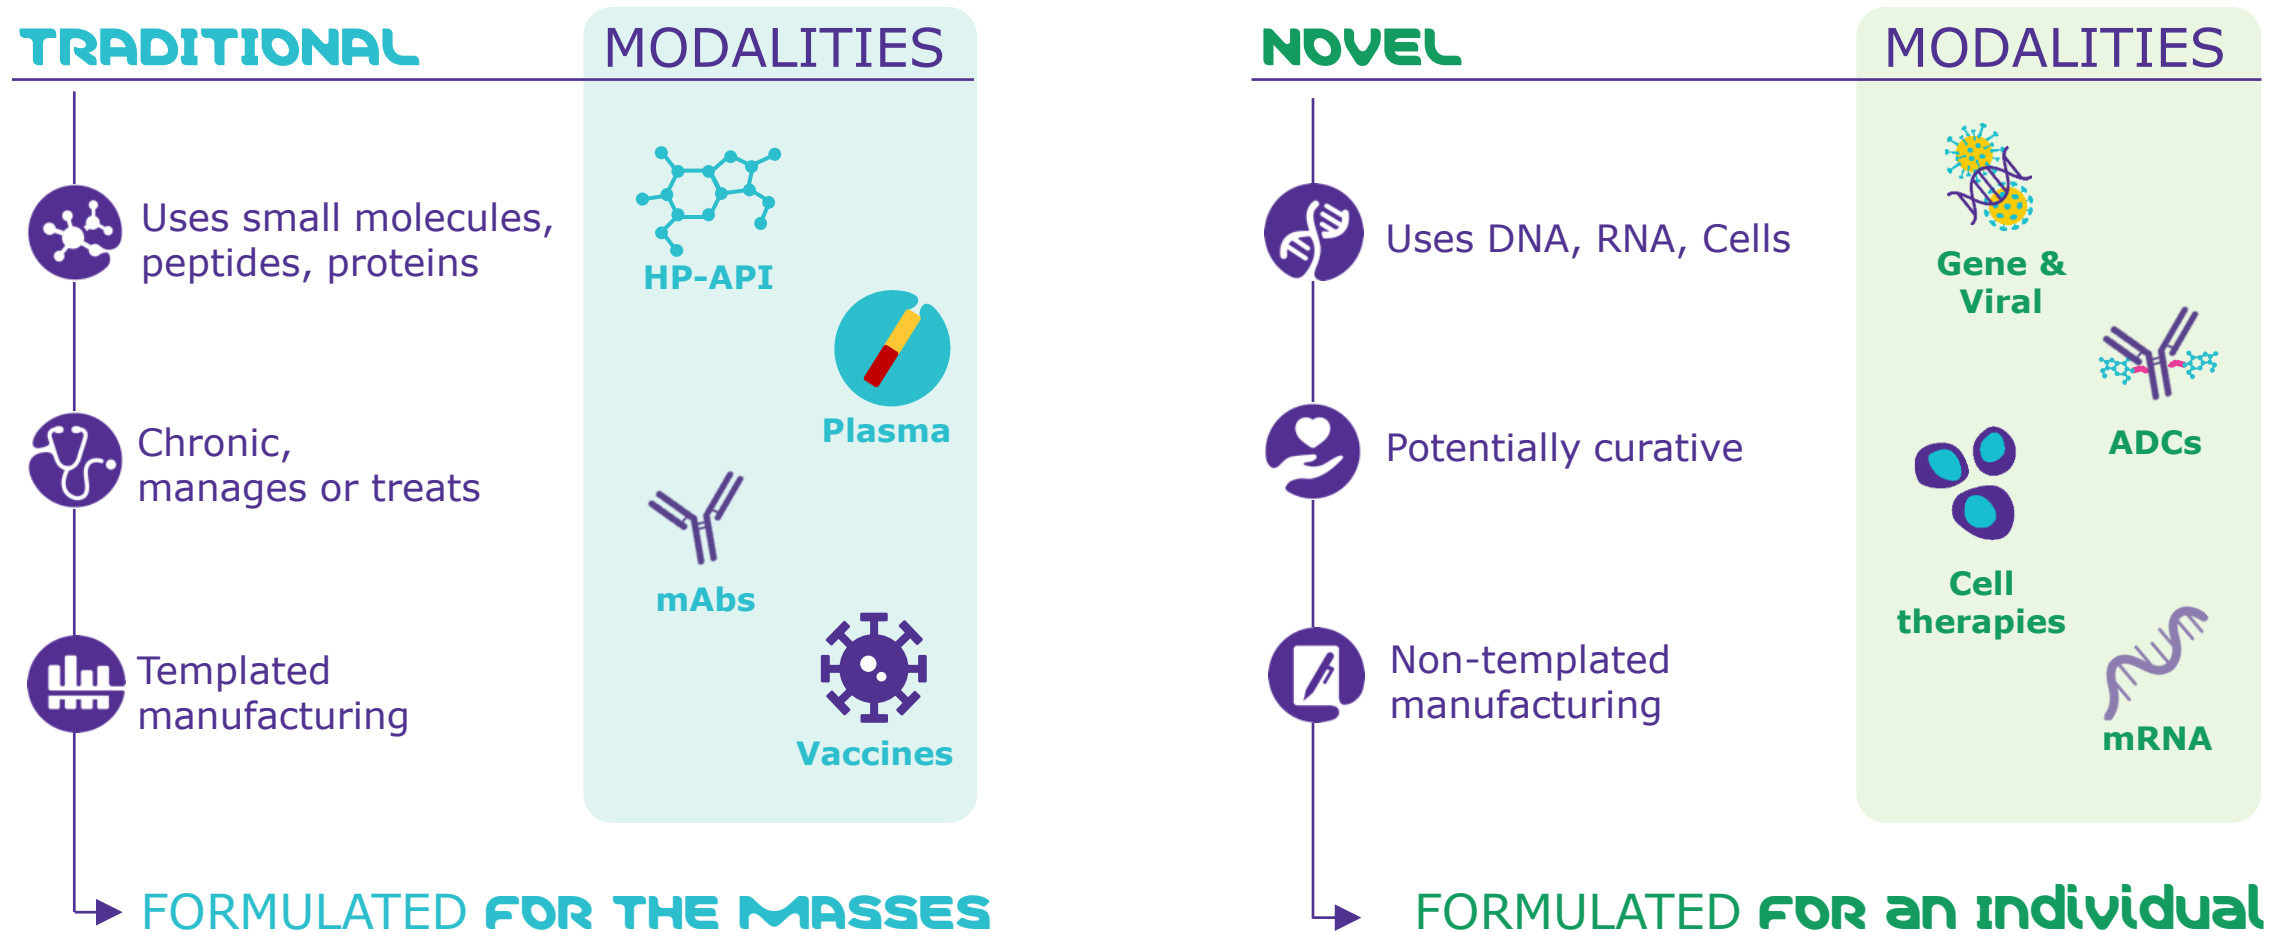 TRADITIONAL
MODALITIES
Uses small molecules,
peptides, proteins
Chronic,
manages or treats
Templated
manufacturing
HP-API
Plasma
mAbs
Vaccines
FORMULATED FOR THE MASSES
NOVEL
MODALITIES
Uses DNA, RNA, Cells
Potentially curative
Non-templated
manufacturing
Gene &
Viral
ADCs
Cell
therapies
mRNA
FORMULATED FOR an Individual